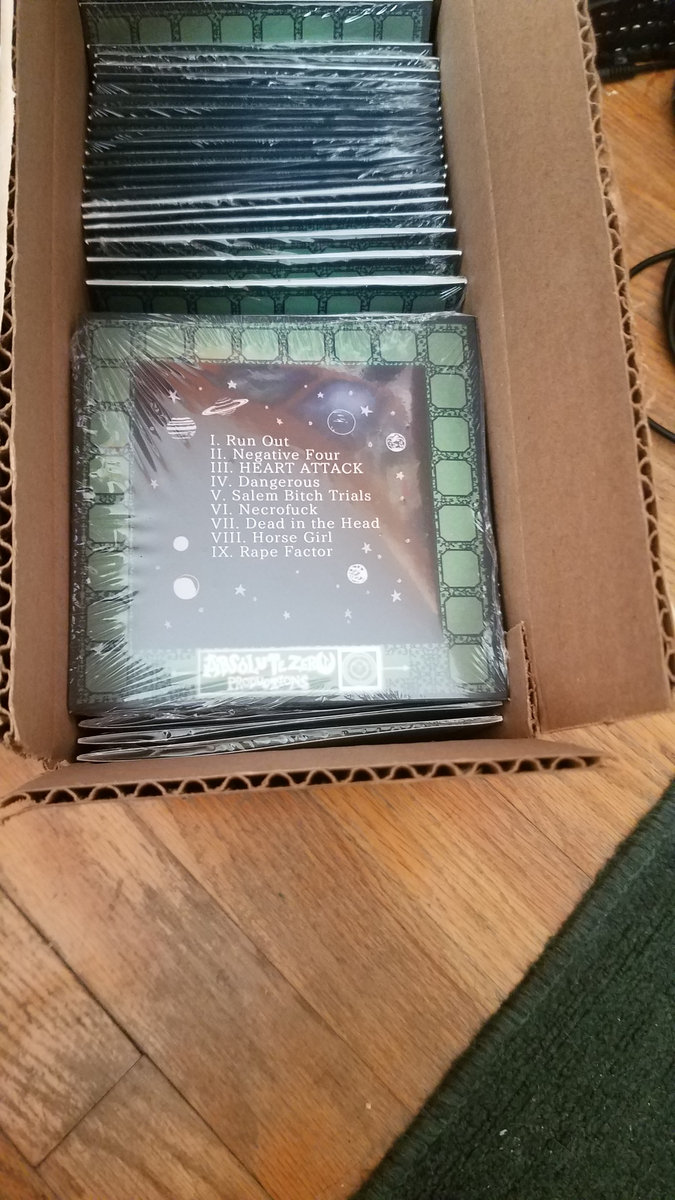 I. Run Out
II. Negative Four
III. HEART ATTACK
IV. Dangerous
V. Salem Bitch Trials
VI. Necrofuck
VII. Dead in the Head
VIII. Horse Girl
IX. Rape Factor
ABSOLUTE ZERO
PRODUCTIONS